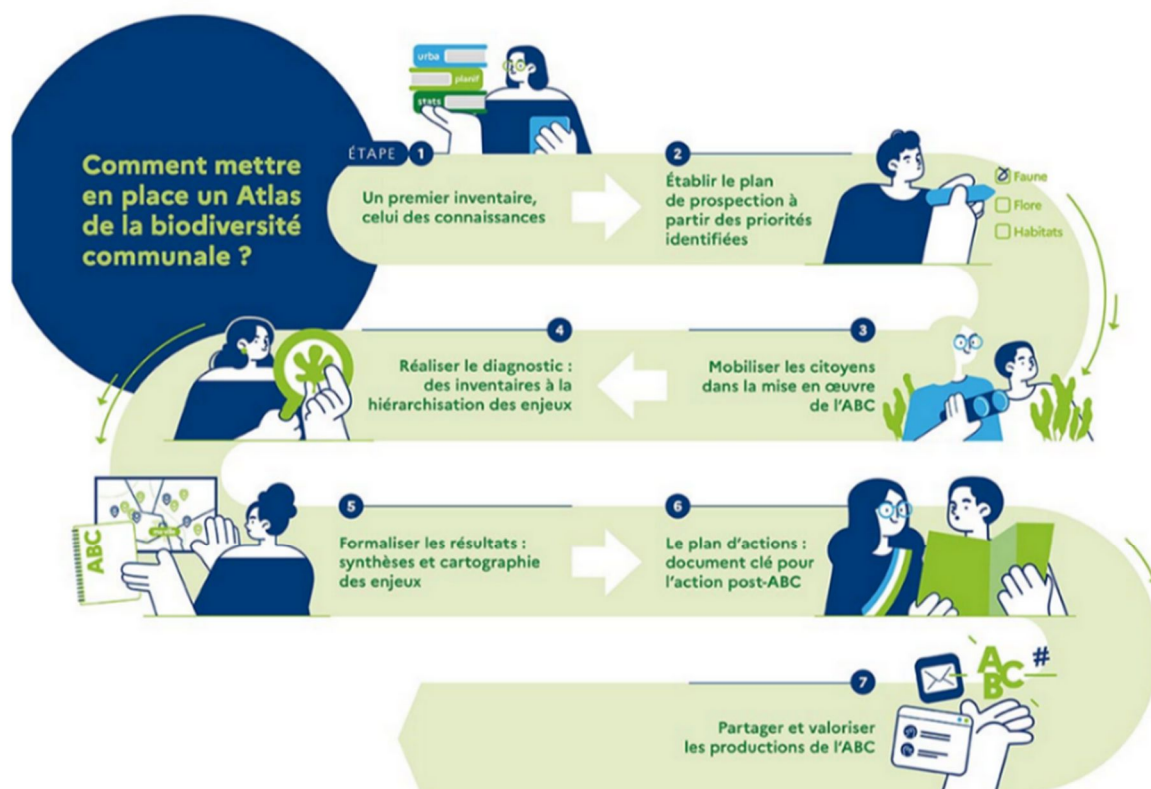 Comment mettre
en place un Atlas
de la biodiversité
communale ?
urba
planif
stats
ÉTAPE 1
Un premier inventaire,
celui des connaissances
2
Établir le plan
de prospection à
partir des priorités
identifiées
Faune
Flore
Habitats
3
Mobiliser les citoyens
dans la mise en œuvre
de l’ABC
4
Réaliser le diagnostic :
des inventaires à la
hiérarchisation des enjeux
ABC
5
Formaliser les résultats :
synthèses et cartographie
des enjeux
6
Le plan d’actions :
document clé pour
l’action post-ABC
7
Partager et valoriser
les productions de l’ABC
ABC #